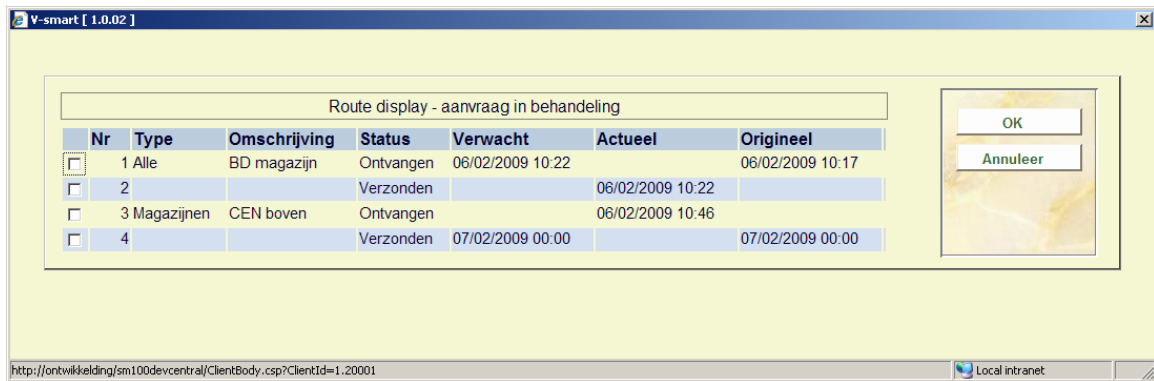 V-smart [ 1.0.02 ]
Route display - aanvraag in behandeling
OK
Annuleer
Nr Type Omschrijving Status Verwacht Actueel Origineel
1 Alle BD magazijn Ontvangen 06/02/2009 10:22 06/02/2009 10:17
2 Verzonden 06/02/2009 10:22
3 Magazijnen CEN boven Ontvangen 06/02/2009 10:46
4 Verzonden 07/02/2009 00:00 07/02/2009 00:00
http://ontwikkelding/sm100devcentral/ClientBody.csp?ClientId=1.20001 Local intranet